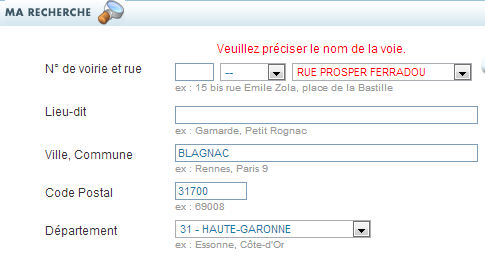 MA RECHERCHE
Veuillez préciser le nom de la voie.
N° de voirie et rue -- RUE PROSPER FERRADOU
ex : 15 bis rue Emile Zola, place de la Bastille
Lieu-dit
ex : Gamarde, Petit Rognac
Ville, Commune BLAGNAC
ex : Rennes, Paris 9
Code Postal 31700
ex : 69008
Département 31 - HAUTE-GARONNE
ex : Essonne, Côte-d'Or